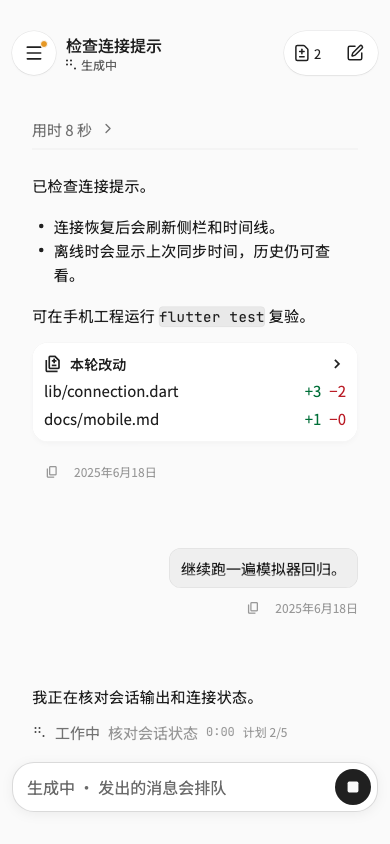 检查连接提示
生成中
2
用时 8 秒
已检查连接提示。
• 连接恢复后会刷新侧栏和时间线。
• 离线时会显示上次同步时间，历史仍可查
看。
可在手机工程运行 flutter test 复验。
本轮改动
lib/connection.dart +3 −2
docs/mobile.md +1 −0
2025年6月18日
继续跑一遍模拟器回归。
2025年6月18日
我正在核对会话输出和连接状态。
工作中 核对会话状态 0:00 计划 2/5
生成中 · 发出的消息会排队